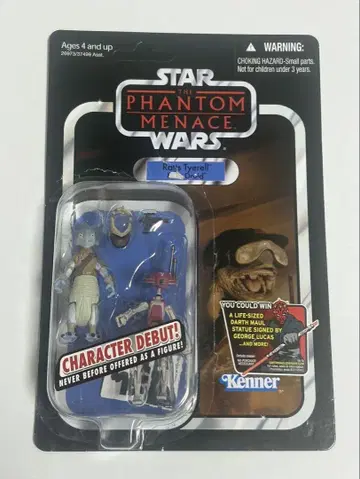 Ages 4 and up
WARNING:
CHOKING HAZARD-Small parts.
Not for children under 3 years.
STAR
THE
PHANTOM
MENACE
WARS
Ratts Tyerell
CHARACTER DEBUT!
NEVER BEFORE OFFERED AS A FIGURE!
YOU COULD WIN
A LIFE-SIZED
DARTH MAUL
STATUE SIGNED BY
GEORGE LUCAS
...AND MORE!
Kenner